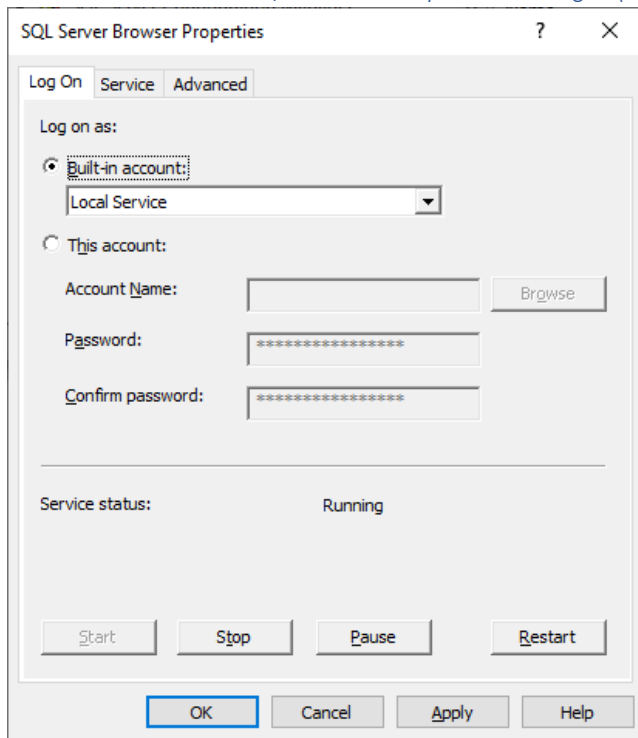 SQL Server Browser Properties
? ×
Log On Service Advanced
Log on as:
Built-in account:
Local Service
This account:
Account Name:
Browse
Password:
****************
Confirm password:
****************
Service status: Running
Start Stop Pause Restart
OK Cancel Apply Help